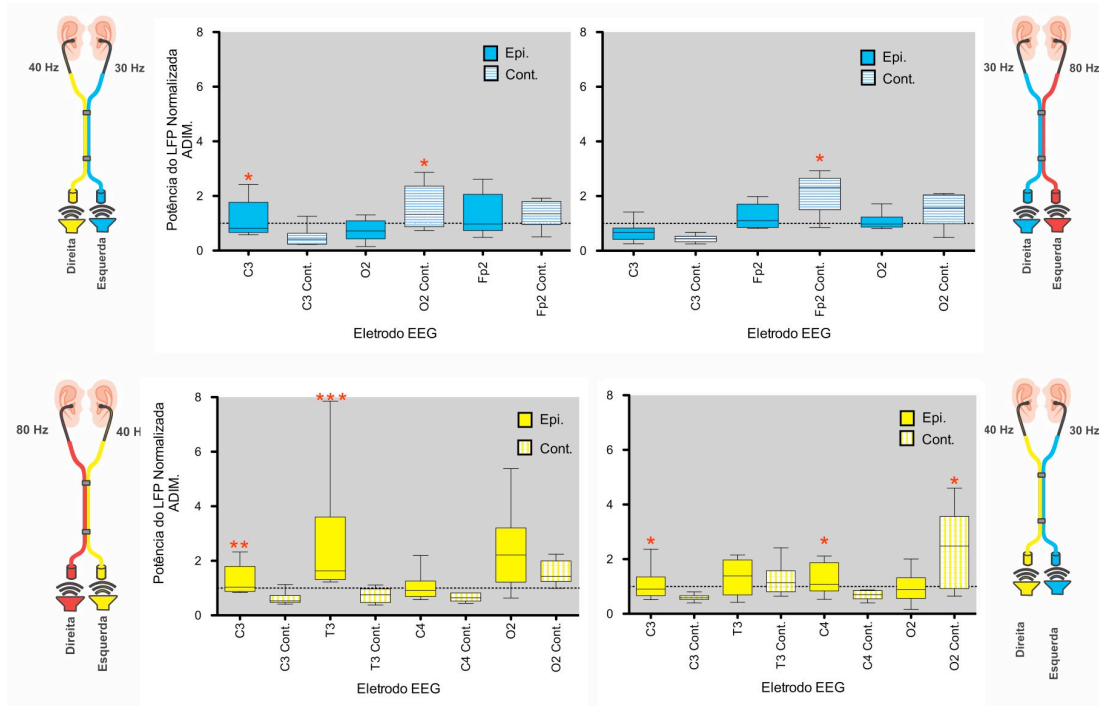 40 Hz
30 Hz
Direita
Esquerda
Potência do LFP Normalizada
ADIM.
8
6
4
2
0
*
*
Epi.
Cont.
C3
C3 Cont.
O2
O2 Cont.
Fp2
Fp2 Cont.
Eletrodo EEG
8
6
4
2
0
*
Epi.
Cont.
C3
C3 Cont.
Fp2
Fp2 Cont.
O2
O2 Cont.
Eletrodo EEG
30 Hz
80 Hz
Direita
Esquerda
80 Hz
40 H
Direita
Esquerda
Potência do LFP Normalizada
ADIM.
8
6
4
2
0
**
***
Epi.
Cont.
C3
C3 Cont.
T3
T3 Cont.
C4
C4 Cont.
O2
O2 Cont.
Eletrodo EEG
8
6
4
2
0
*
*
*
Epi.
Cont.
C3
C3 Cont.
T3
T3 Cont.
C4
C4 Cont.
O2
O2 Cont.
Eletrodo EEG
40 Hz
30 Hz
Direita
Esquerda